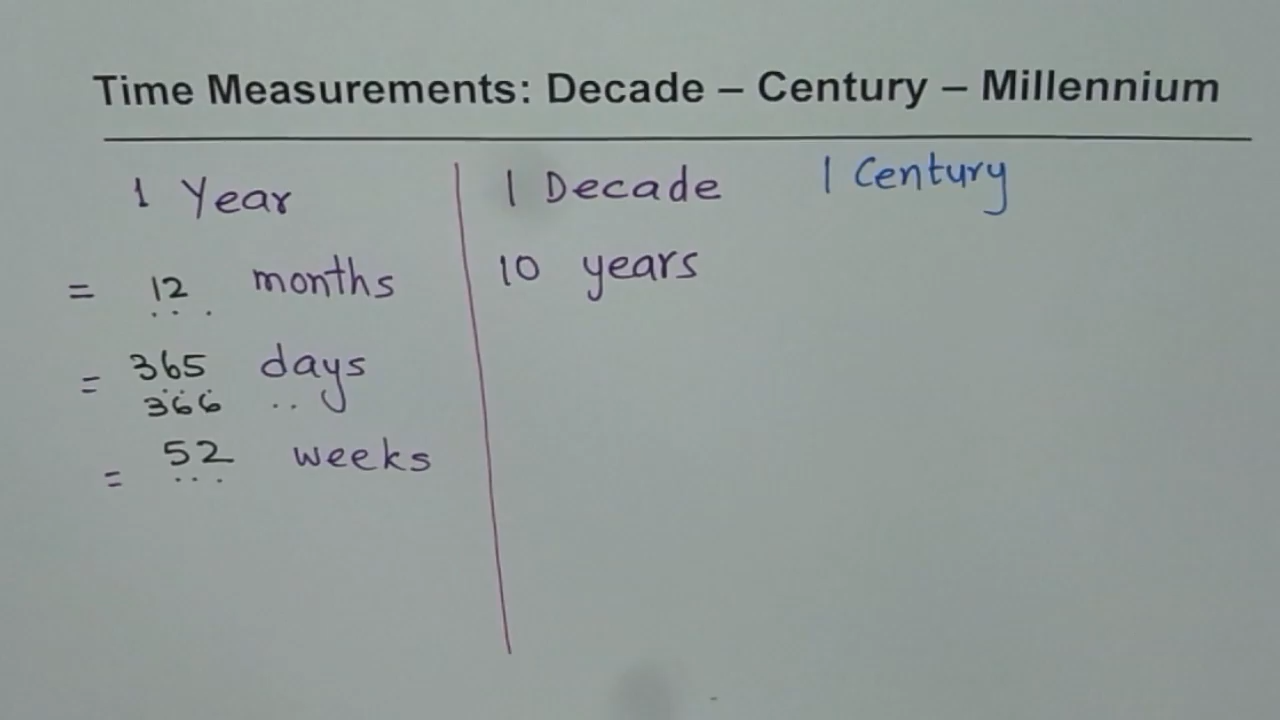 Time Measurements: Decade – Century – Millennium
1 Year
= 12 months
= 365 days
366
= 52 weeks
1 Decade
10 years
1 Century